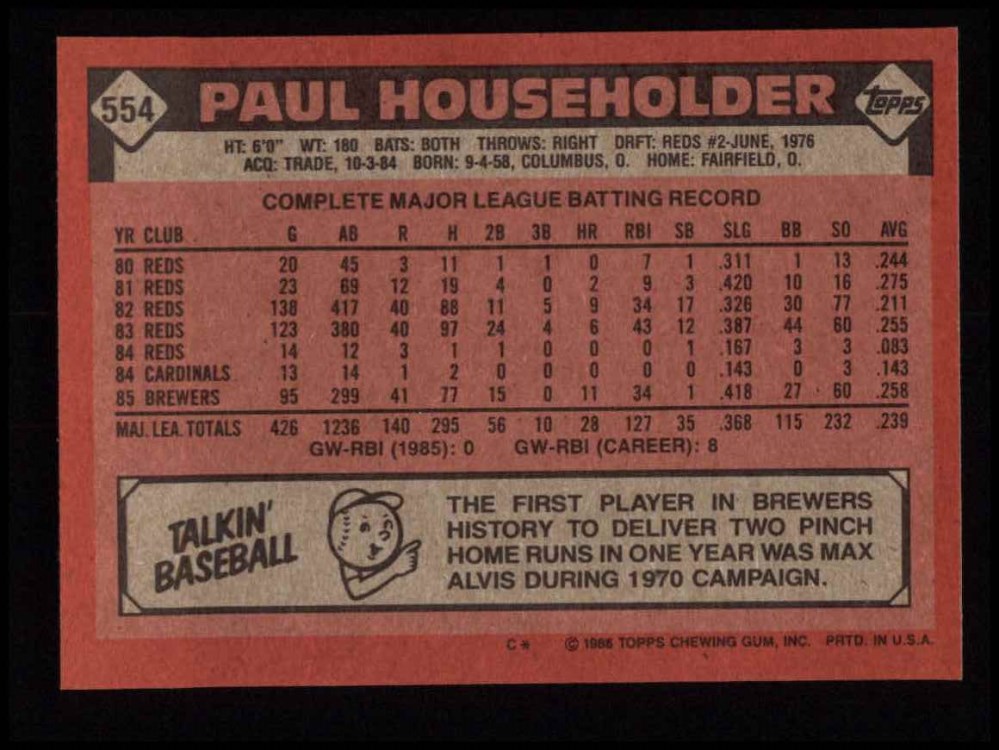 554 PAUL HOUSEHOLDER Topps
HT: 6'0" WT: 180 BATS: BOTH THROWS: RIGHT DRFT: REDS #2-JUNE, 1976
ACQ: TRADE, 10-3-84 BORN: 9-4-58, COLUMBUS, O. HOME: FAIRFIELD, O.
COMPLETE MAJOR LEAGUE BATTING RECORD
YR CLUB G AB R H 2B 3B HR RBI SB SLG BB SO AVG
80 REDS 20 45 3 11 1 1 0 7 1 .311 1 13 .244
81 REDS 23 69 12 19 4 0 2 9 3 .420 10 16 .275
82 REDS 138 417 40 88 11 5 9 34 17 .326 30 77 .211
83 REDS 123 380 40 97 24 4 6 43 12 .387 44 60 .255
84 REDS 14 12 3 1 1 0 0 0 1 .167 3 3 .083
84 CARDINALS 13 14 1 2 0 0 0 0 0 .143 0 3 .143
85 BREWERS 95 299 41 77 15 0 11 34 1 .418 27 60 .258
MAJ. LEA. TOTALS 426 1236 140 295 56 10 28 127 35 .368 115 232 .239
GW-RBI (1985): 0 GW-RBI (CAREER): 8
TALKIN'
BASEBALL
THE FIRST PLAYER IN BREWERS
HISTORY TO DELIVER TWO PINCH
HOME RUNS IN ONE YEAR WAS MAX
ALVIS DURING 1970 CAMPAIGN.
C* © 1986 TOPPS CHEWING GUM, INC. PRTD. IN U.S.A.